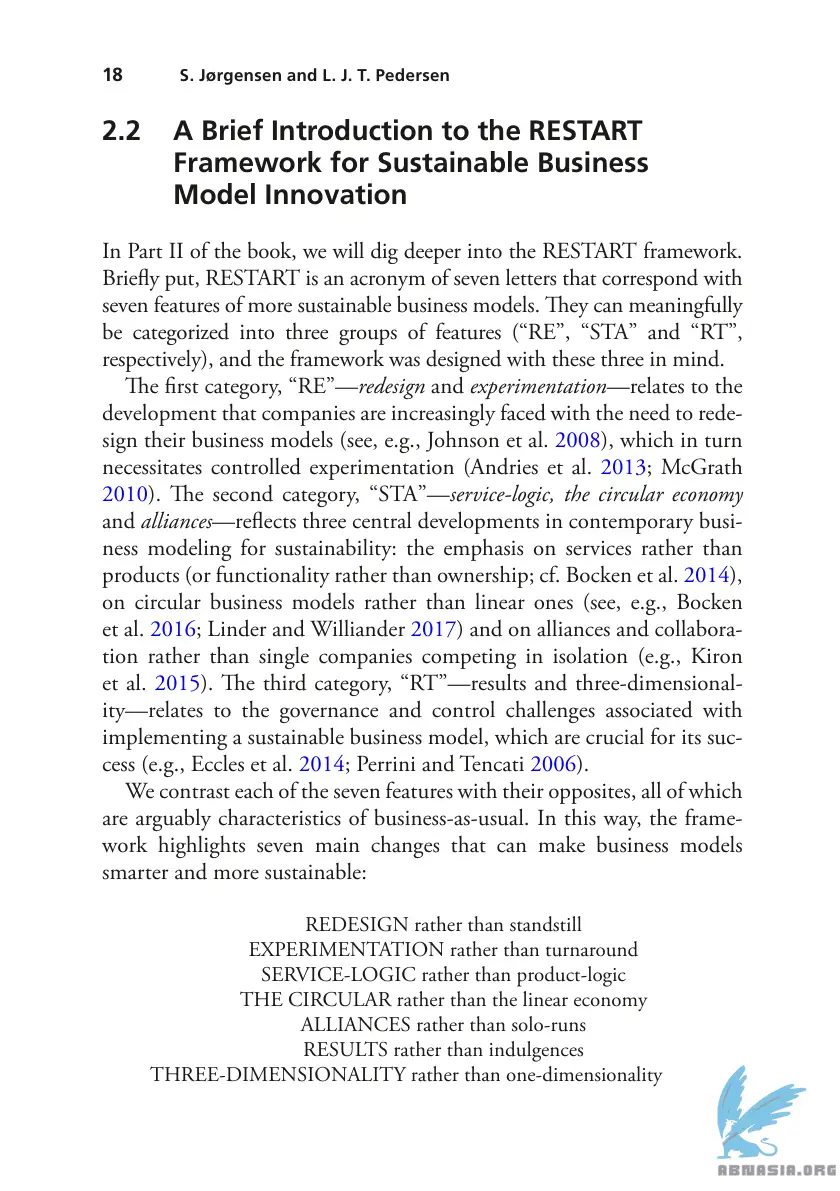 18 S. Jørgensen and L. J. T. Pedersen
2.2 A Brief Introduction to the RESTART
Framework for Sustainable Business
Model Innovation
In Part II of the book, we will dig deeper into the RESTART framework.
Briefly put, RESTART is an acronym of seven letters that correspond with
seven features of more sustainable business models. They can meaningfully
be categorized into three groups of features (“RE”, “STA” and “RT”,
respectively), and the framework was designed with these three in mind.
The first category, “RE”—redesign and experimentation—relates to the
development that companies are increasingly faced with the need to rede-
sign their business models (see, e.g., Johnson et al. 2008), which in turn
necessitates controlled experimentation (Andries et al. 2013; McGrath
2010). The second category, “STA”—service-logic, the circular economy
and alliances—reflects three central developments in contemporary busi-
ness modeling for sustainability: the emphasis on services rather than
products (or functionality rather than ownership; cf. Bocken et al. 2014),
on circular business models rather than linear ones (see, e.g., Bocken
et al. 2016; Linder and Williander 2017) and on alliances and collabora-
tion rather than single companies competing in isolation (e.g., Kiron
et al. 2015). The third category, “RT”—results and three-dimensional-
ity—relates to the governance and control challenges associated with
implementing a sustainable business model, which are crucial for its suc-
cess (e.g., Eccles et al. 2014; Perrini and Tencati 2006).
We contrast each of the seven features with their opposites, all of which
are arguably characteristics of business-as-usual. In this way, the frame-
work highlights seven main changes that can make business models
smarter and more sustainable:
REDESIGN rather than standstill
EXPERIMENTATION rather than turnaround
SERVICE-LOGIC rather than product-logic
THE CIRCULAR rather than the linear economy
ALLIANCES rather than solo-runs
RESULTS rather than indulgences
THREE-DIMENSIONALITY rather than one-dimensionality
ABNASIA.ORG